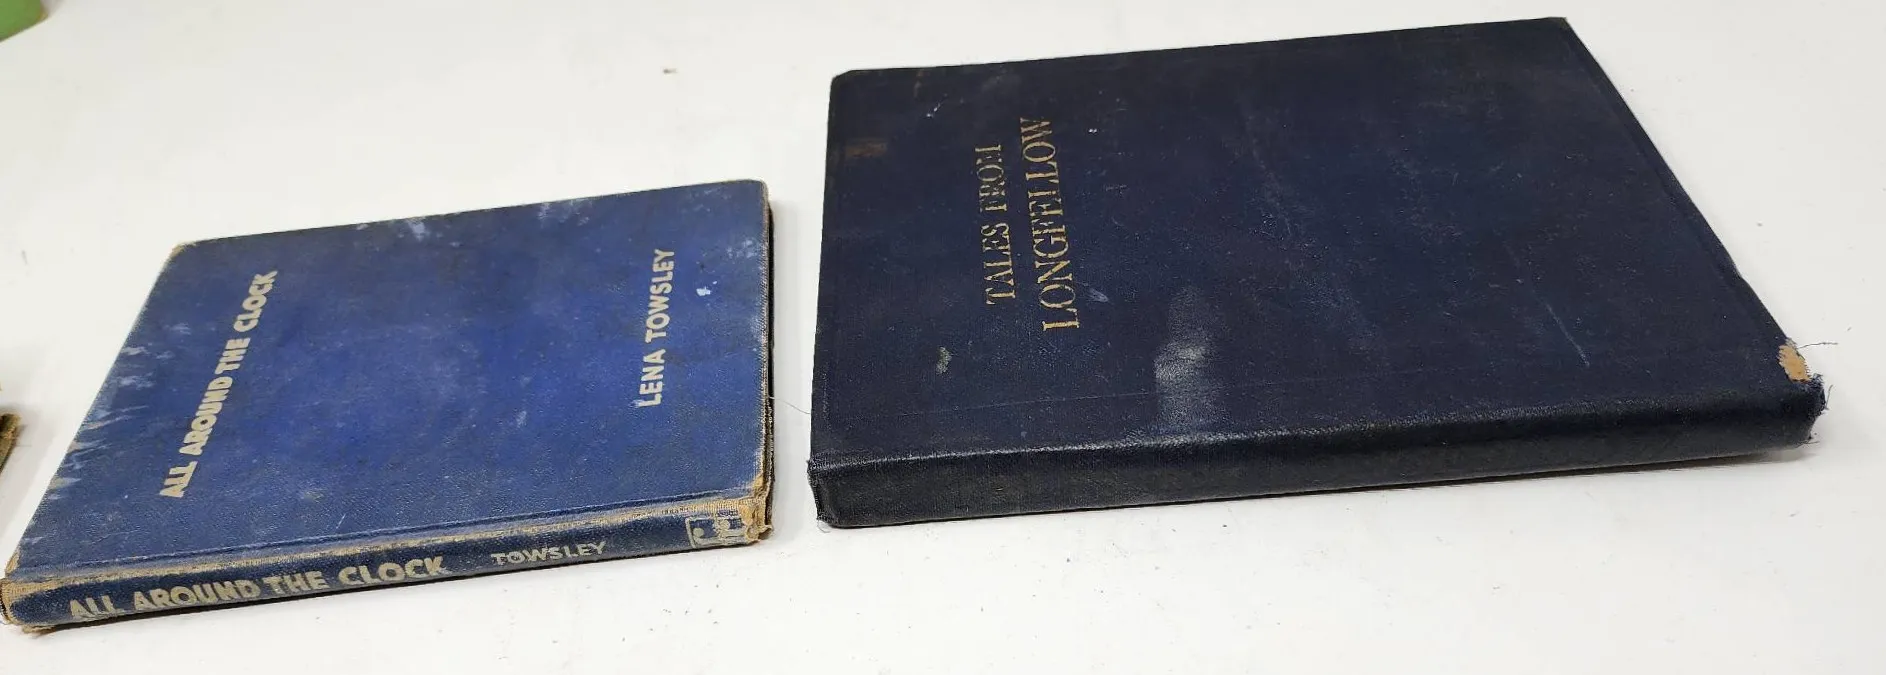 ALL AROUND THE CLOCK
LENA TOWSLEY
ALL AROUND THE CLOCK TOWSLEY
TALES FROM
LONGFELLOW